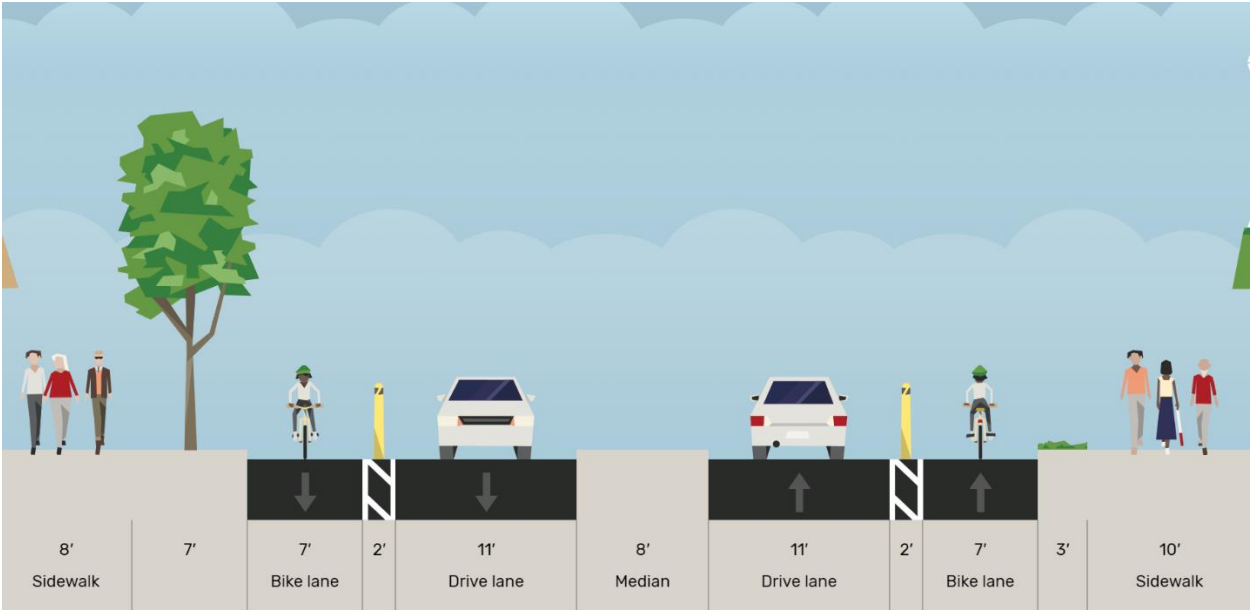 8′ 7′ 7′ 2′ 11′ 8′ 11′ 2′ 7′ 3′ 10′
Sidewalk Bike lane Drive lane Median Drive lane Bike lane Sidewalk